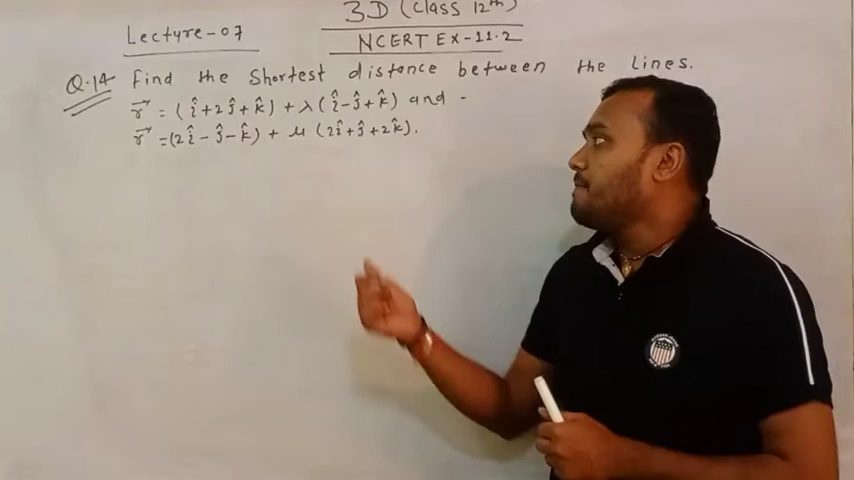 3D (Class 12th)
Lecture-07
NCERT EX-11.2
Q.14 Find the Shortest distance between the Lines.
r⃗ = (î+2ĵ+k̂) + λ(î-ĵ+k̂) and -
r⃗ =(2î-ĵ-k̂) + μ (2î+ĵ+2k̂).